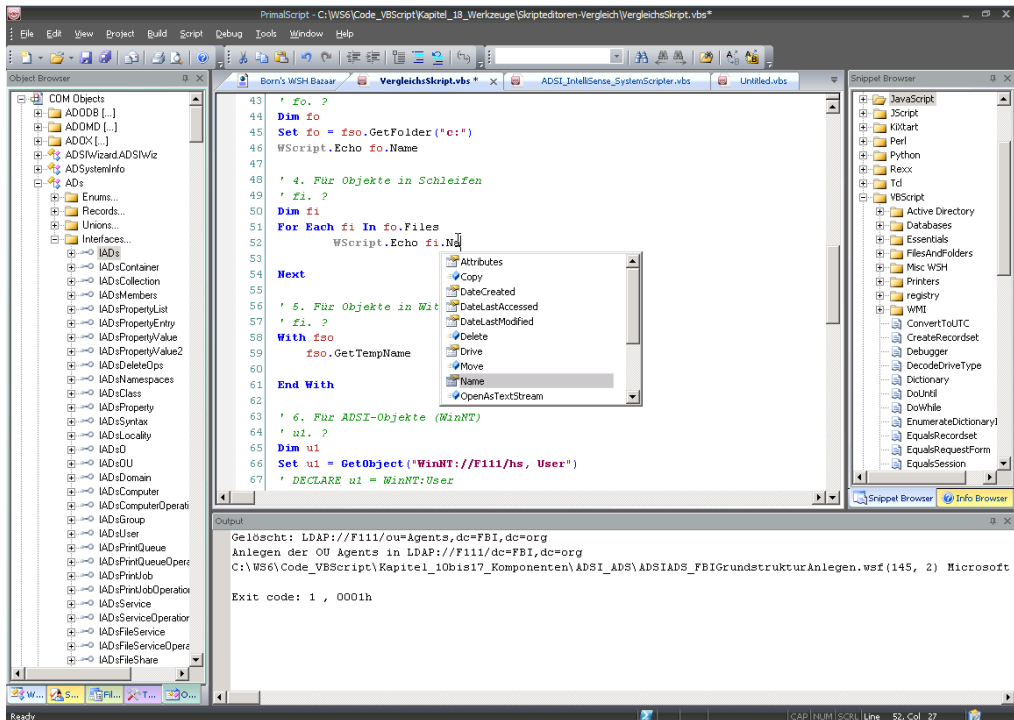 PrimalScript - C:\WS6\Code_VBScript\Kapitel_18_Werkzeuge\Skripteditoren-Vergleich\VergleichsSkript.vbs*
File Edit View Project Build Script Debug Tools Window Help
Object Browser
COM Objects
ADODB [...]
ADOMD [...]
ADOX [...]
ADSIWizard.ADSIWiz
ADSystemInfo
ADs
Enums...
Records...
Unions...
Interfaces...
IADs
IADsContainer
IADsCollection
IADsMembers
IADsPropertyList
IADsPropertyEntry
IADsPropertyValue
IADsPropertyValue2
IADsDeleteOps
IADsNamespaces
IADsClass
IADsProperty
IADsSyntax
IADsLocality
IADsO
IADsOU
IADsDomain
IADsComputer
IADsComputerOperati
IADsGroup
IADsUser
IADsPrintQueue
IADsPrintQueueOpera
IADsPrintJob
IADsPrintJobOperation
IADsService
IADsServiceOperation
IADsFileService
IADsFileServiceOpera
IADsFileShare
W... S... Fil... T... O...
Born's WSH Bazaar VergleichsSkript.vbs * ADSI_IntelliSense_SystemScripter.vbs Untitled.vbs
43 ' fo. ?
44 Dim fo
45 Set fo = fso.GetFolder("c:")
46 WScript.Echo fo.Name
47
48 ' 4. Für Objekte in Schleifen
49 ' fi. ?
50 Dim fi
51 For Each fi In fo.Files
52 WScript.Echo fi.Na
53
54 Next
55
56 ' 5. Für Objekte in Wit
57 ' fi. ?
58 With fso
59 fso.GetTempName
60
61 End With
62
63 ' 6. Für ADSI-Objekte (WinNT)
64 ' u1. ?
65 Dim u1
66 Set u1 = GetObject("WinNT://F111/hs, User")
67 ' DECLARE u1 = WinNT:User
Attributes
Copy
DateCreated
DateLastAccessed
DateLastModified
Delete
Drive
Move
Name
OpenAsTextStream
Snippet Browser
JavaScript
JScript
KiXtart
Perl
Python
Rexx
Tcl
VBScript
Active Directory
Databases
Essentials
FilesAndFolders
Misc WSH
Printers
registry
WMI
ConvertToUTC
CreateRecordset
Debugger
DecodeDriveType
Dictionary
DoUntil
DoWhile
EnumerateDictionaryI
EqualsRecordset
EqualsRequestForm
EqualsSession
Snippet Browser Info Browser
Output
Gelöscht: LDAP://F111/ou=Agents,dc=FBI,dc=org
Anlegen der OU Agents in LDAP://F111/dc=FBI,dc=org
C:\WS6\Code_VBScript\Kapitel_10bis17_Komponenten\ADSI_ADS\ADSIADS_FBIGrundstrukturAnlegen.wsf(145, 2) Microsoft
Exit code: 1 , 0001h
Ready
CAP NUM SCRL Line 52, Col 27